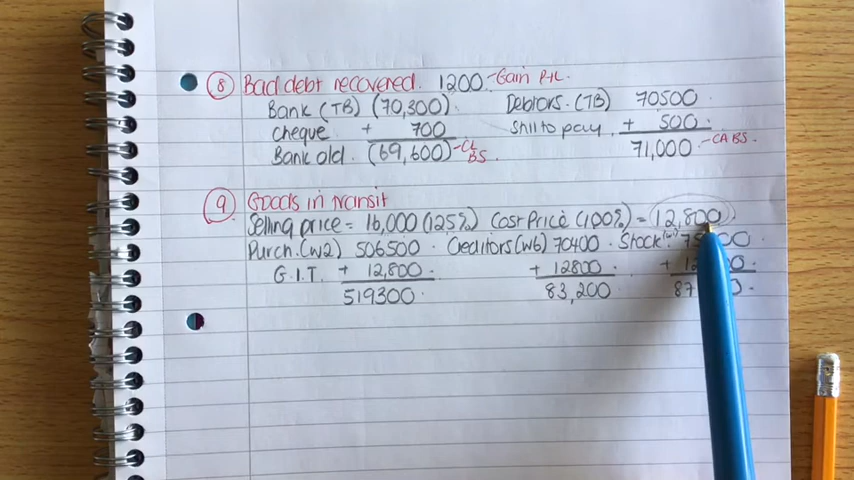 8 Bad debt recovered. 1200 - Gain P+L.
Bank (TB) (70,300). Debtors. (TB) 70500
cheque + 700 still to pay + 500.
Bank o/d. (69,600) - CL BS 71,000 - CA BS.
9 Goods in transit
Selling price = 16,000 (125%) Cost Price (100%) = 12,800
Purch. (W2) 506500. Creditors (W6) 70400. Stock
G.I.T. + 12,800. + 12800.
519300. 83,200